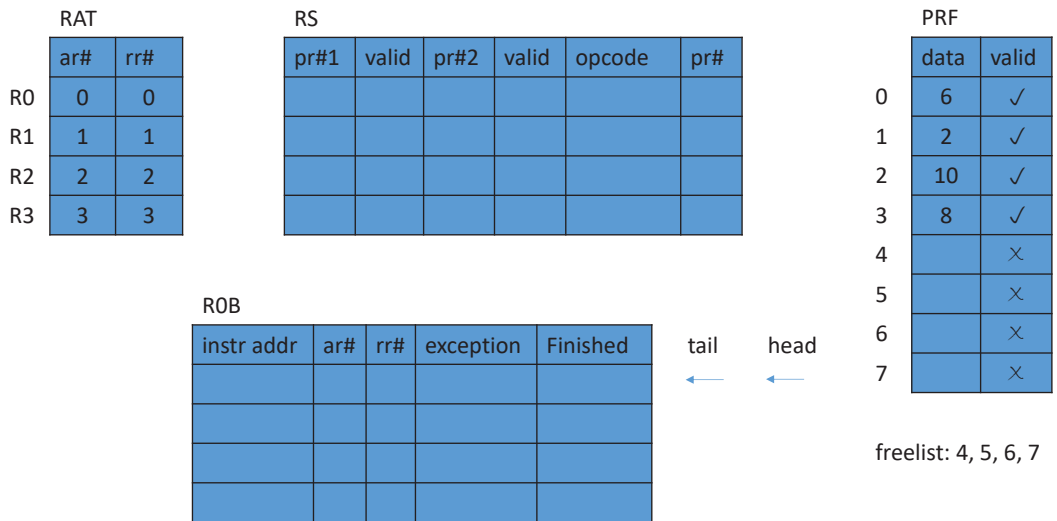 RAT
ar# rr#
R0 0 0
R1 1 1
R2 2 2
R3 3 3
RS
pr#1 valid pr#2 valid opcode pr#
PRF
data valid
0 6 ✓
1 2 ✓
2 10 ✓
3 8 ✓
4 ×
5 ×
6 ×
7 ×
freelist: 4, 5, 6, 7
R0B
instr addr ar# rr# exception Finished
tail head